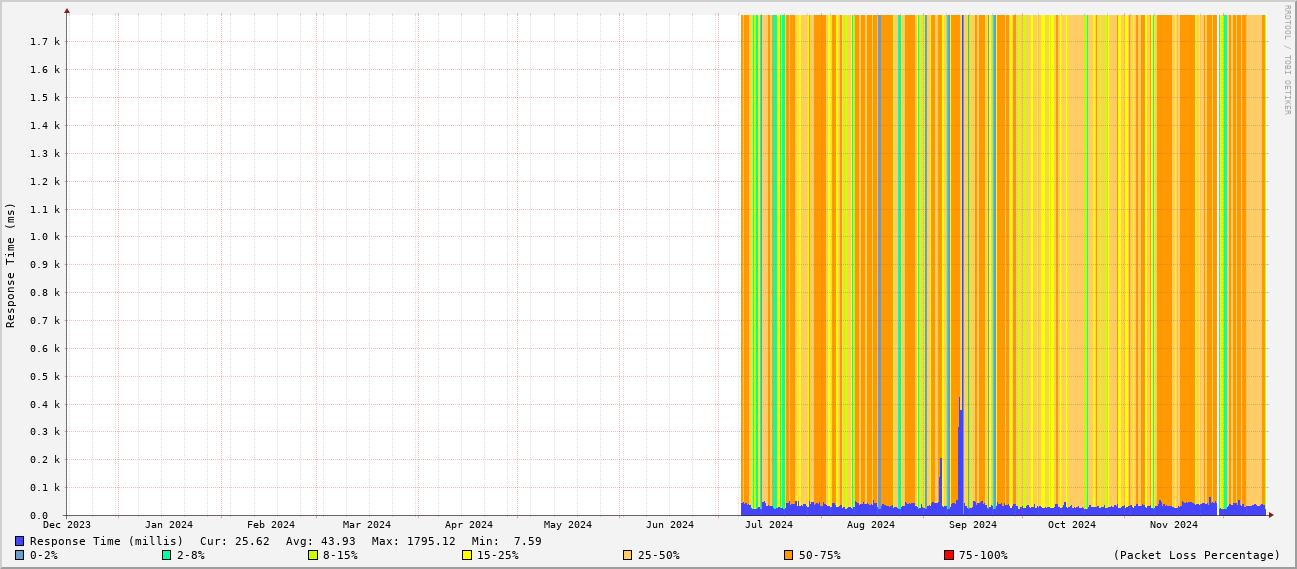 RRDTOOL / TOBI OETIKER
Response Time (ms)
1.7 k
1.6 k
1.5 k
1.4 k
1.3 k
1.2 k
1.1 k
1.0 k
0.9 k
0.8 k
0.7 k
0.6 k
0.5 k
0.4 k
0.3 k
0.2 k
0.1 k
0.0
Dec 2023 Jan 2024 Feb 2024 Mar 2024 Apr 2024 May 2024 Jun 2024 Jul 2024 Aug 2024 Sep 2024 Oct 2024 Nov 2024
Response Time (millis) Cur: 25.62 Avg: 43.93 Max: 1795.12 Min: 7.59
0-2% 2-8% 8-15% 15-25% 25-50% 50-75% 75-100% (Packet Loss Percentage)